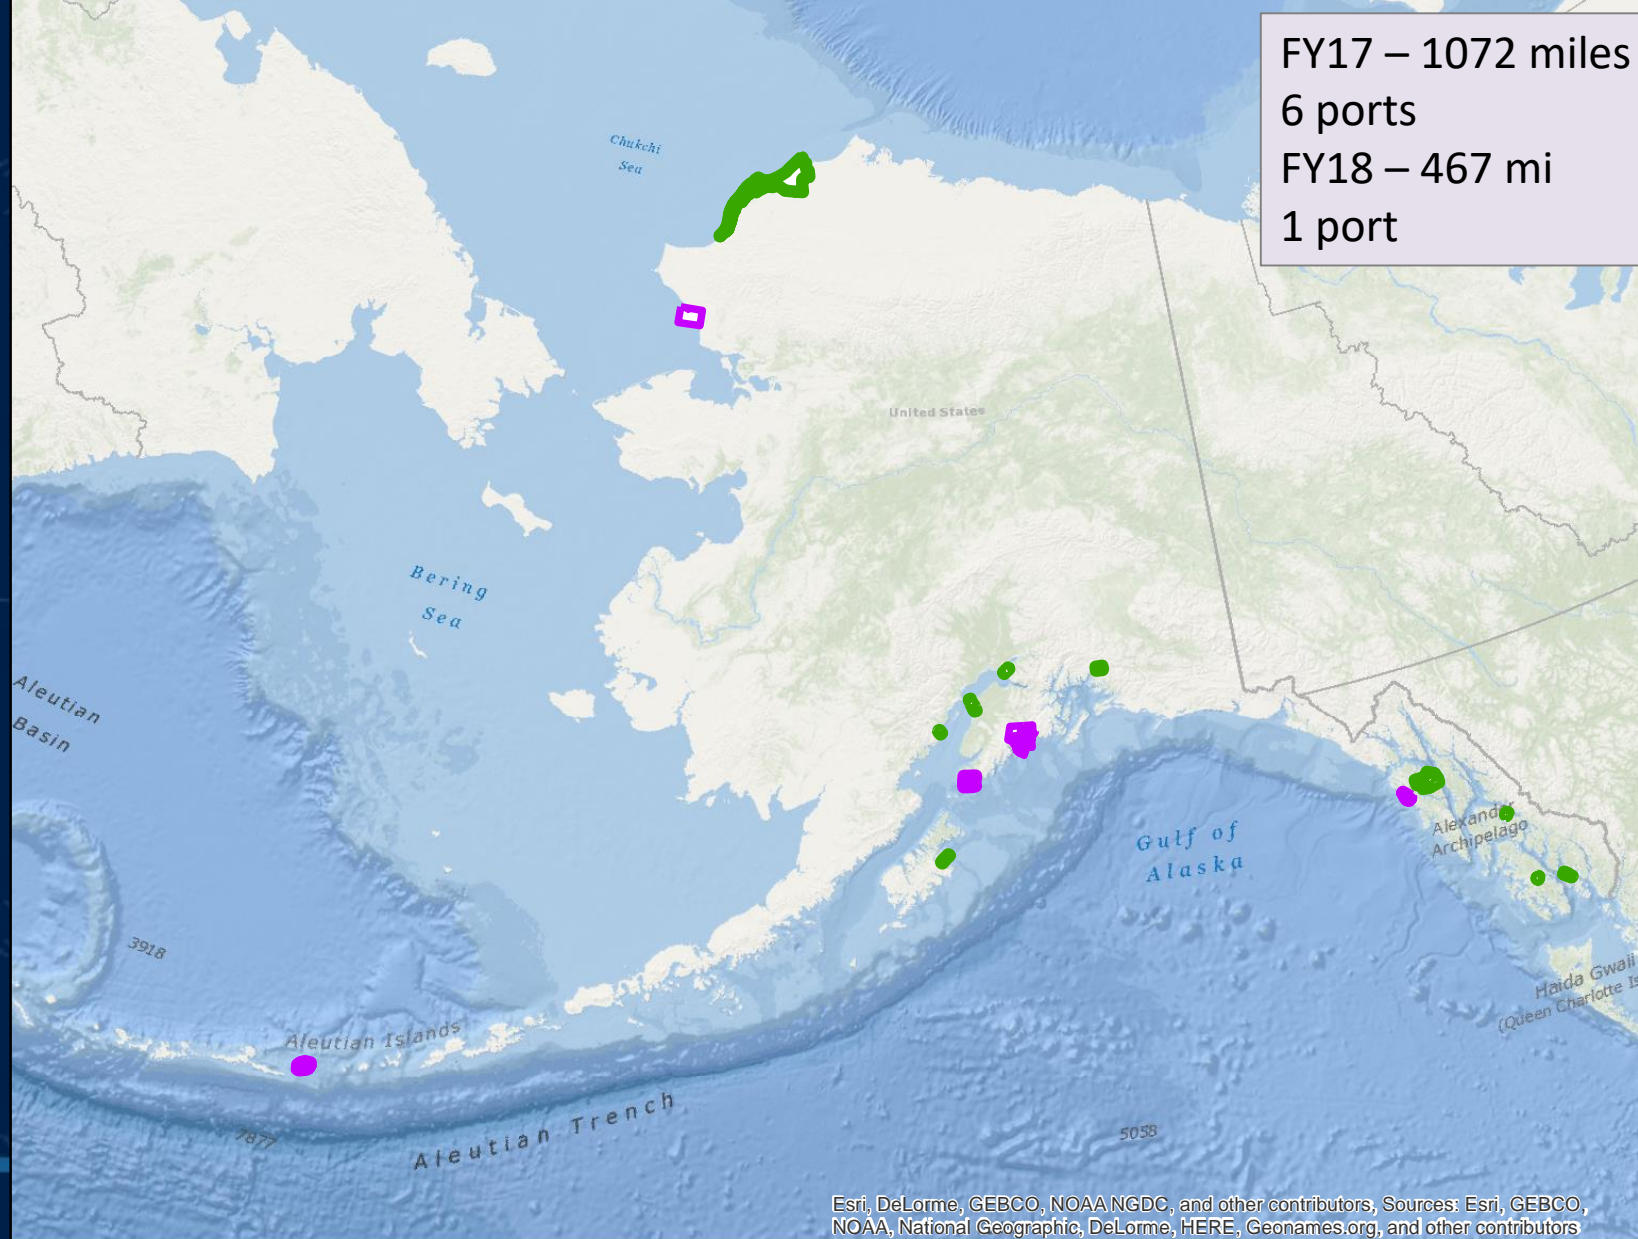 FY17 – 1072 miles
6 ports
FY18 – 467 mi
1 port
Chukchi
Sea
United States
Bering
Sea
Aleutian
Basin
Gulf of
Alaska
Alexander
Archipelago
3918
Haida Gwaii
(Queen Charlotte Is
Aleutian Islands
7877
Aleutian Trench
5058
Esri, DeLorme, GEBCO, NOAA NGDC, and other contributors, Sources: Esri, GEBCO,
NOAA, National Geographic, DeLorme, HERE, Geonames.org, and other contributors